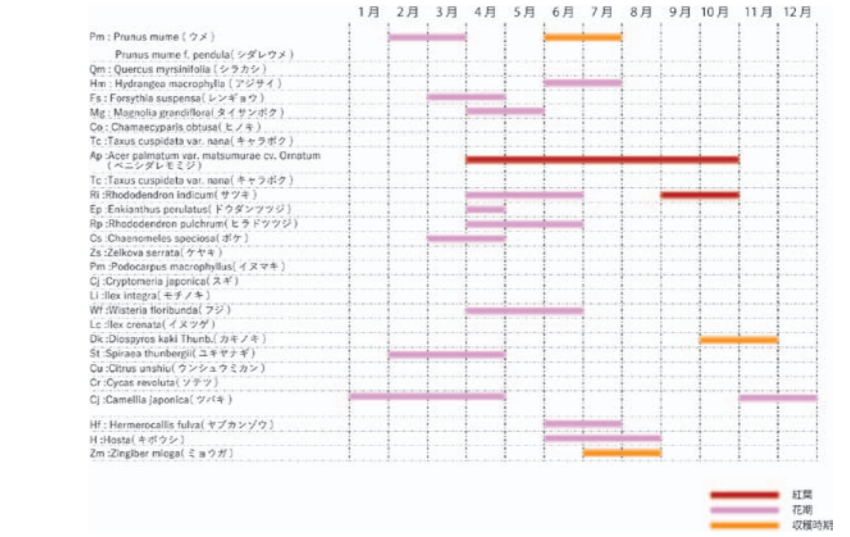 1月 2月 3月 4月 5月 6月 7月 8月 9月 10月 11月 12月
Pm : Prunus mume ( ウメ )
Prunus mume f. pendula( シダレウメ )
Qm : Quercus myrsinifolia ( シラカシ )
Hm : Hydrangea macrophylla ( アジサイ )
Fs : Forsythia suspensa( レンギョウ )
Mg : Magnolia grandiflora( タイサンボク )
Co : Chamaecyparis obtusa( ヒノキ )
Tc :Taxus cuspidata var. nana( キャラボク )
Ap :Acer palmatum var. matsumurae cv. Ornatum
( ベニシダレモミジ )
Tc :Taxus cuspidata var. nana( キャラボク )
Ri :Rhododendron indicum( サツキ )
Ep :Enkianthus perulatus( ドウダンツツジ )
Rp :Rhododendron pulchrum( ヒラドツツジ )
Cs :Chaenomeles speciosa( ボケ )
Zs :Zelkova serrata( ケヤキ )
Pm :Podocarpus macrophyllus( イヌマキ )
Cj :Cryptomeria japonica( スギ )
Li :Ilex integra( モチノキ )
Wf :Wisteria floribunda( フジ )
Lc :Ilex crenata( イヌツゲ )
Dk :Diospyros kaki Thunb.( カキノキ )
St :Spiraea thunbergii( ユキヤナギ )
Cu :Citrus unshiu( ウンシュウミカン )
Cr :Cycas revoluta( ソテツ )
Cj :Camellia japonica( ツバキ )
Hf : Hermerocallis fulva( ヤブカンゾウ )
H :Hosta( ギボウシ )
Zm :Zingiber mioga( ミョウガ )
紅葉
花期
収穫時期